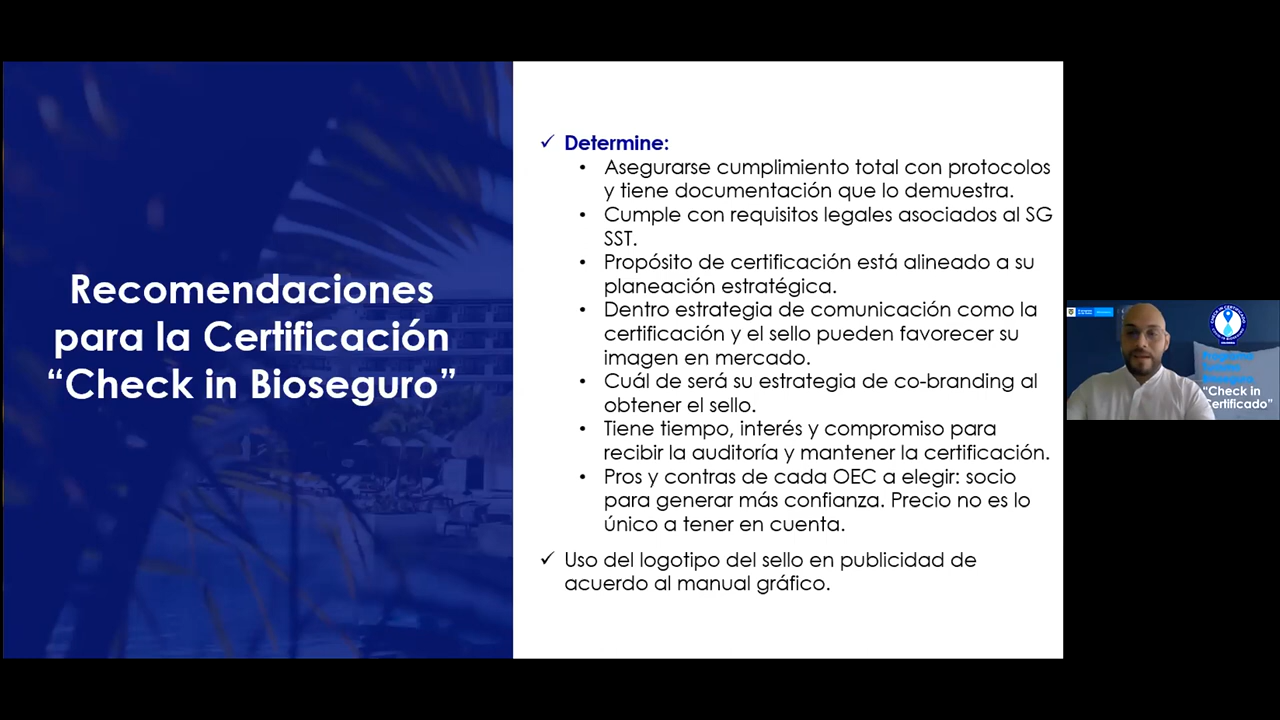 Recomendaciones
para la Certificación
“Check in Bioseguro”
✓ Determine:
• Asegurarse cumplimiento total con protocolos
y tiene documentación que lo demuestra.
• Cumple con requisitos legales asociados al SG
SST.
• Propósito de certificación está alineado a su
planeación estratégica.
• Dentro estrategia de comunicación como la
certificación y el sello pueden favorecer su
imagen en mercado.
• Cuál de será su estrategia de co-branding al
obtener el sello.
• Tiene tiempo, interés y compromiso para
recibir la auditoría y mantener la certificación.
• Pros y contras de cada OEC a elegir: socio
para generar más confianza. Precio no es lo
único a tener en cuenta.
✓ Uso del logotipo del sello en publicidad de
acuerdo al manual gráfico.
“Check in
Certificado”